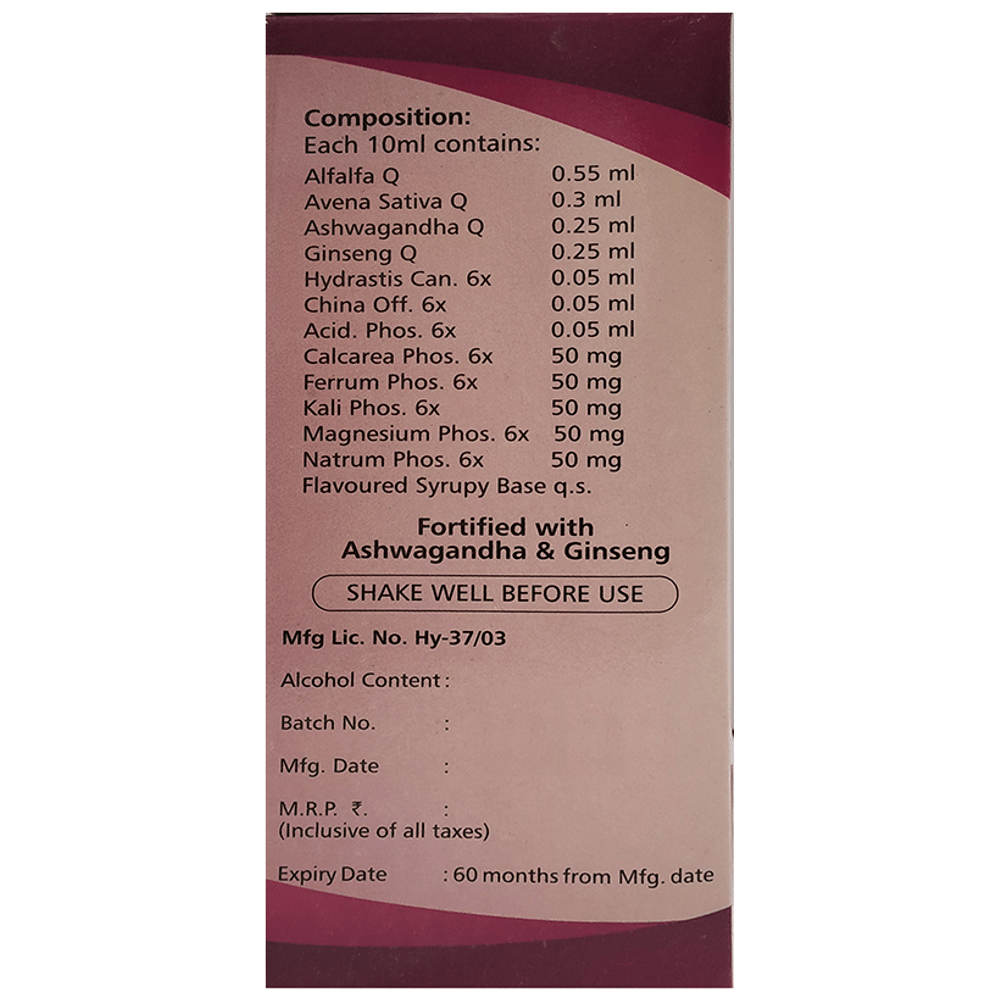 Composition:
Each 10ml contains:
Alfalfa Q 0.55 ml
Avena Sativa Q 0.3 ml
Ashwagandha Q 0.25 ml
Ginseng Q 0.25 ml
Hydrastis Can. 6x 0.05 ml
China Off. 6x 0.05 ml
Acid. Phos. 6x 0.05 ml
Calcarea Phos. 6x 50 mg
Ferrum Phos. 6x 50 mg
Kali Phos. 6x 50 mg
Magnesium Phos. 6x 50 mg
Natrum Phos. 6x 50 mg
Flavoured Syrupy Base q.s.
Fortified with
Ashwagandha & Ginseng
SHAKE WELL BEFORE USE
Mfg Lic. No. Hy-37/03
Alcohol Content :
Batch No. :
Mfg. Date :
M.R.P. ₹. :
(Inclusive of all taxes)
Expiry Date : 60 months from Mfg. date